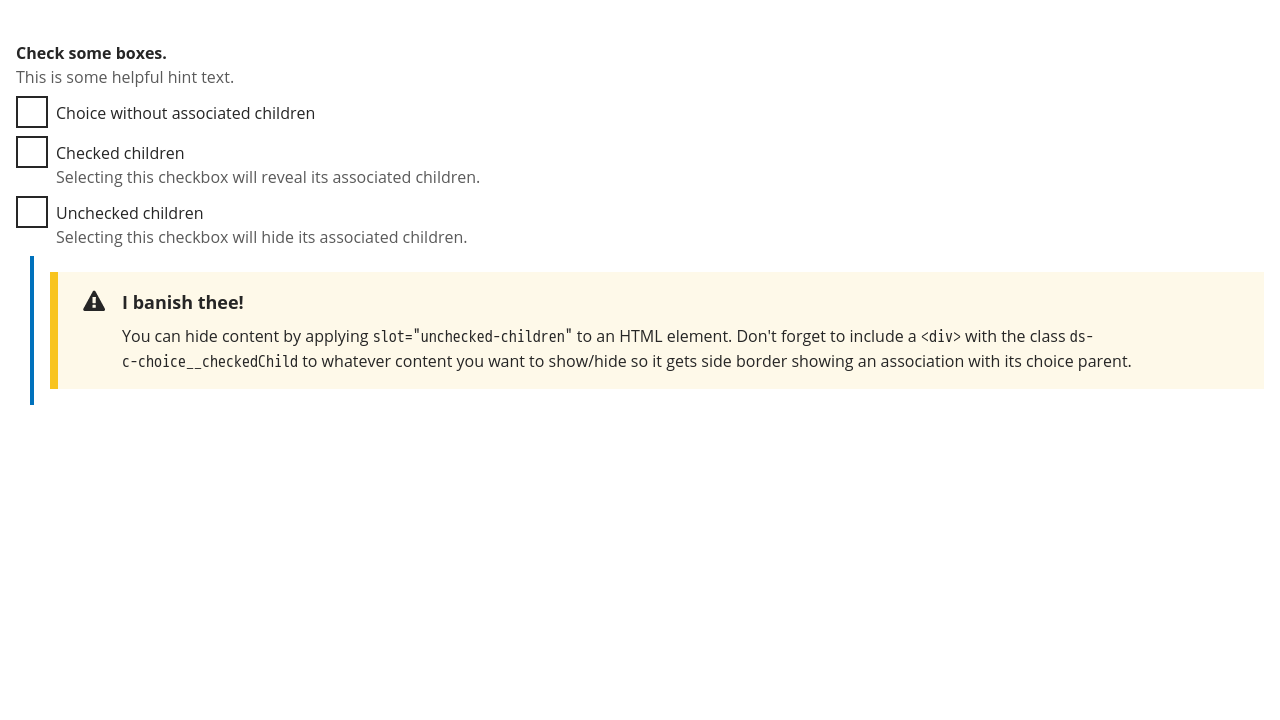 Check some boxes.
This is some helpful hint text.
Choice without associated children
Checked children
Selecting this checkbox will reveal its associated children.
Unchecked children
Selecting this checkbox will hide its associated children.
I banish thee!
You can hide content by applying slot="unchecked-children" to an HTML element. Don't forget to include a <div> with the class ds-
c-choice__checkedChild to whatever content you want to show/hide so it gets side border showing an association with its choice parent.